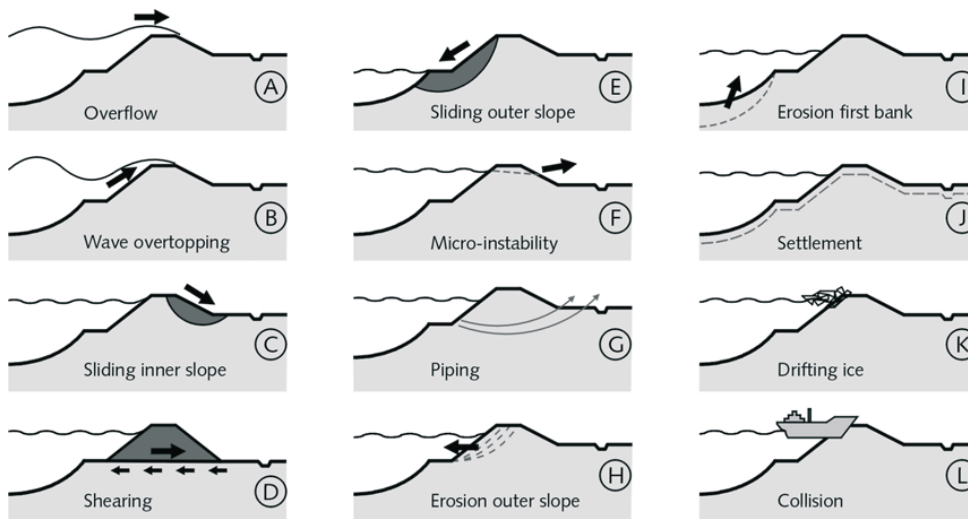 A
Overflow
B
Wave overtopping
C
Sliding inner slope
D
Shearing
E
Sliding outer slope
F
Micro-instability
G
Piping
H
Erosion outer slope
I
Erosion first bank
J
Settlement
K
Drifting ice
L
Collision